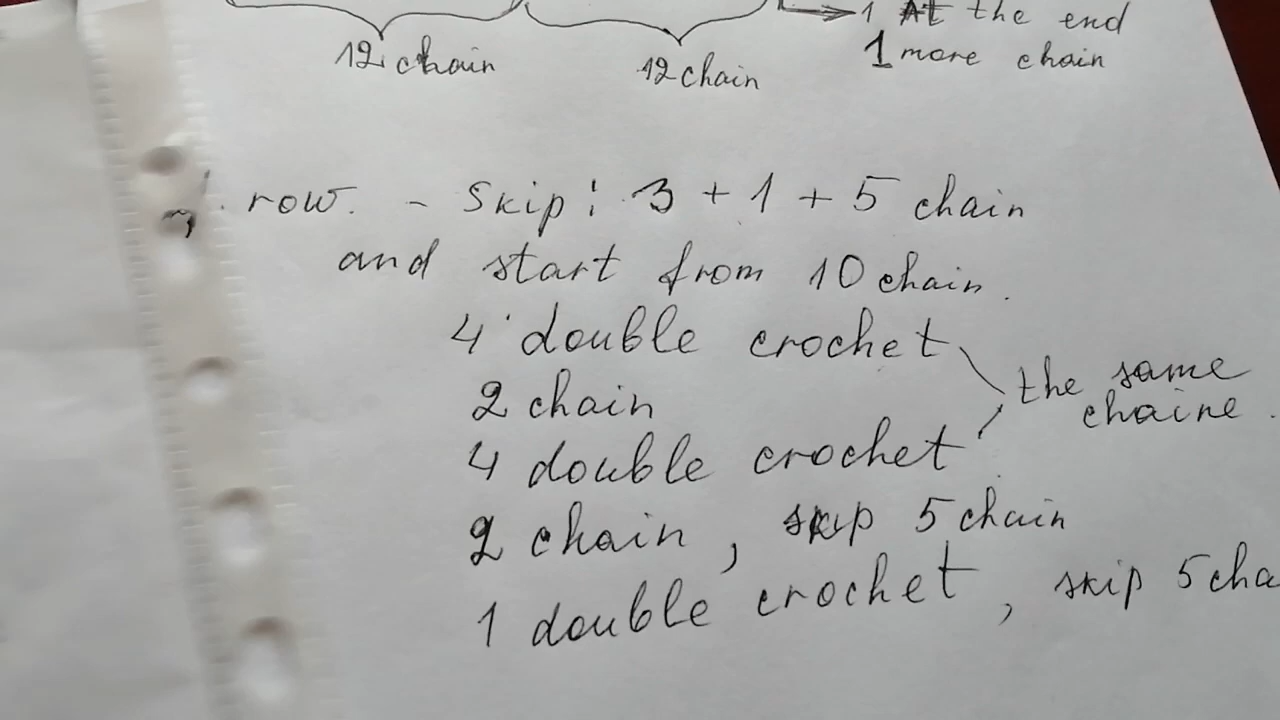 12 chain 12 chain 1 At the end
1 more chain
row. - Skip: 3 + 1 + 5 chain
and start from 10 chain.
4 double crochet
2 chain
the same
chaine.
4 double crochet
2 chain, skip 5 chain
1 double crochet, skip 5 cha